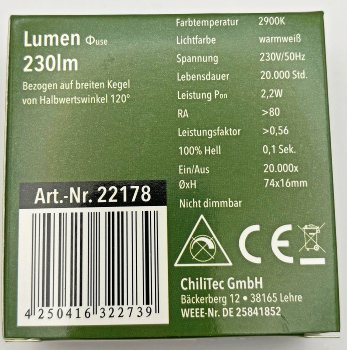 Lumen Φuse
230lm
Bezogen auf breiten Kegel
von Halbwertswinkel 120°
Farbtemperatur 2900K
Lichtfarbe warmweiß
Spannung 230V/50Hz
Lebensdauer 20.000 Std.
Leistung Pon 2,2W
RA >80
Leistungsfaktor >0,56
100% Hell 0,1 Sek.
Ein/Aus 20.000x
ØxH 74x16mm
Nicht dimmbar
Art.-Nr. 22178
4 250416 322739
CE
ChiliTec GmbH
Bäckerberg 12 • 38165 Lehre
WEEE-Nr. DE 25841852